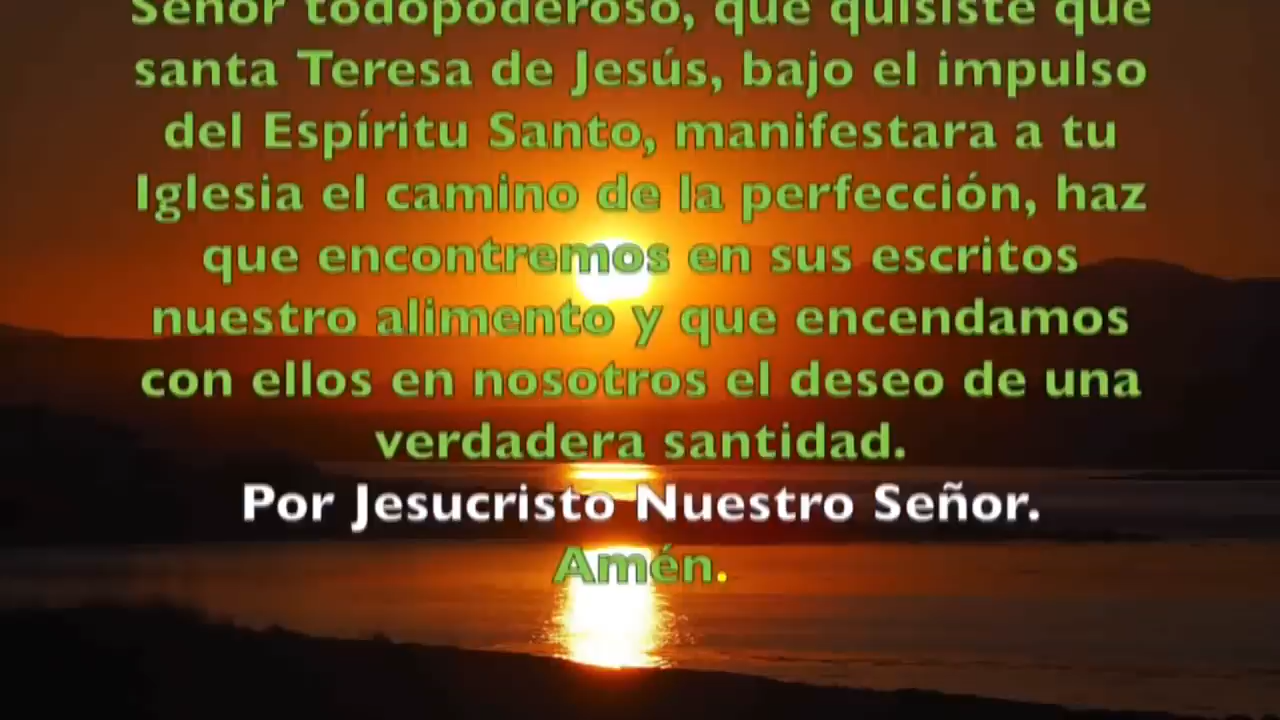 Señor todopoderoso, que quisiste que
santa Teresa de Jesús, bajo el impulso
del Espíritu Santo, manifestara a tu
Iglesia el camino de la perfección, haz
que encontremos en sus escritos
nuestro alimento y que encendamos
con ellos en nosotros el deseo de una
verdadera santidad.
Por Jesucristo Nuestro Señor.
Amén.